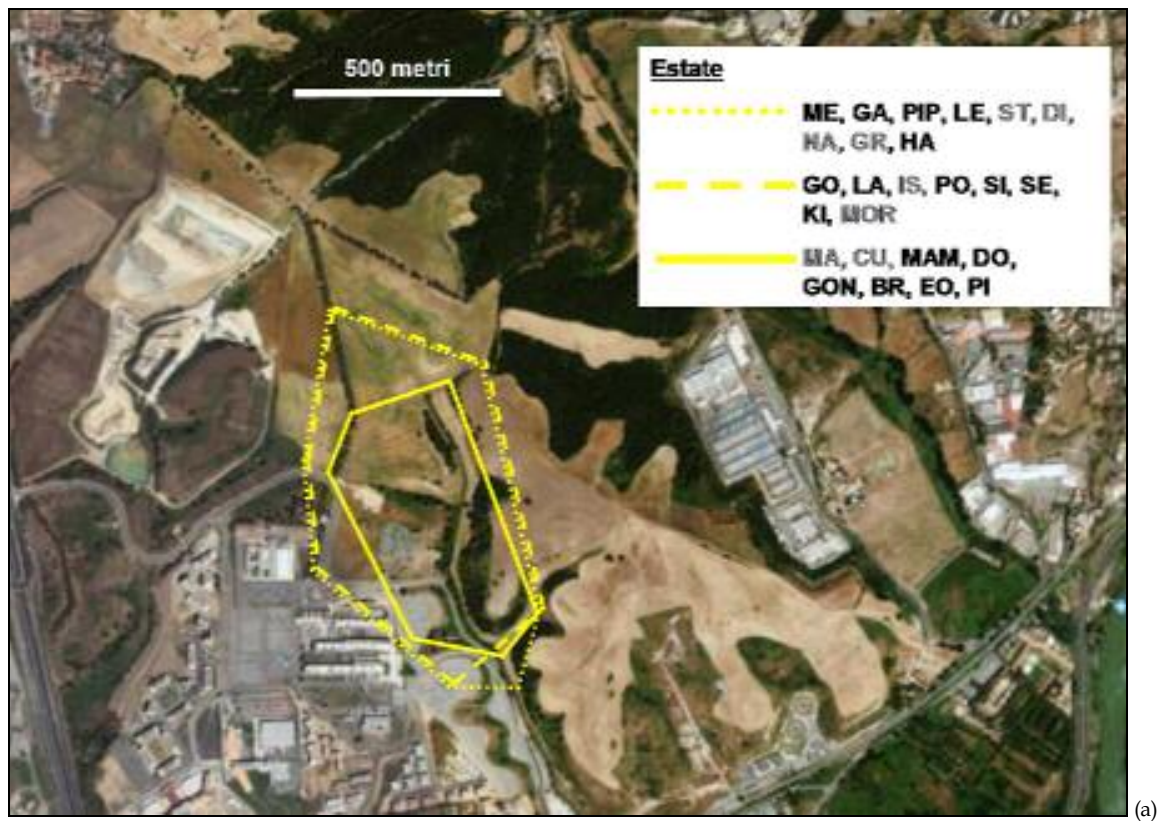 500 metri
Estate
ME, GA, PIP, LE, ST, DI,
NA, GR, HA
GO, LA, IS, PO, SI, SE,
KI, MOR
MA, CU, MAM, DO,
GON, BR, EO, PI
(a)